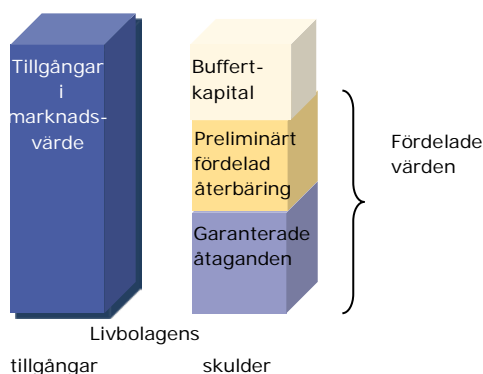 Tillgångar
i
marknads-
värde
Buffert-
kapital
Preliminärt
fördelad
återbäring
Garanterade
åtaganden
Fördelade
värden
Livbolagens
tillgångar skulder